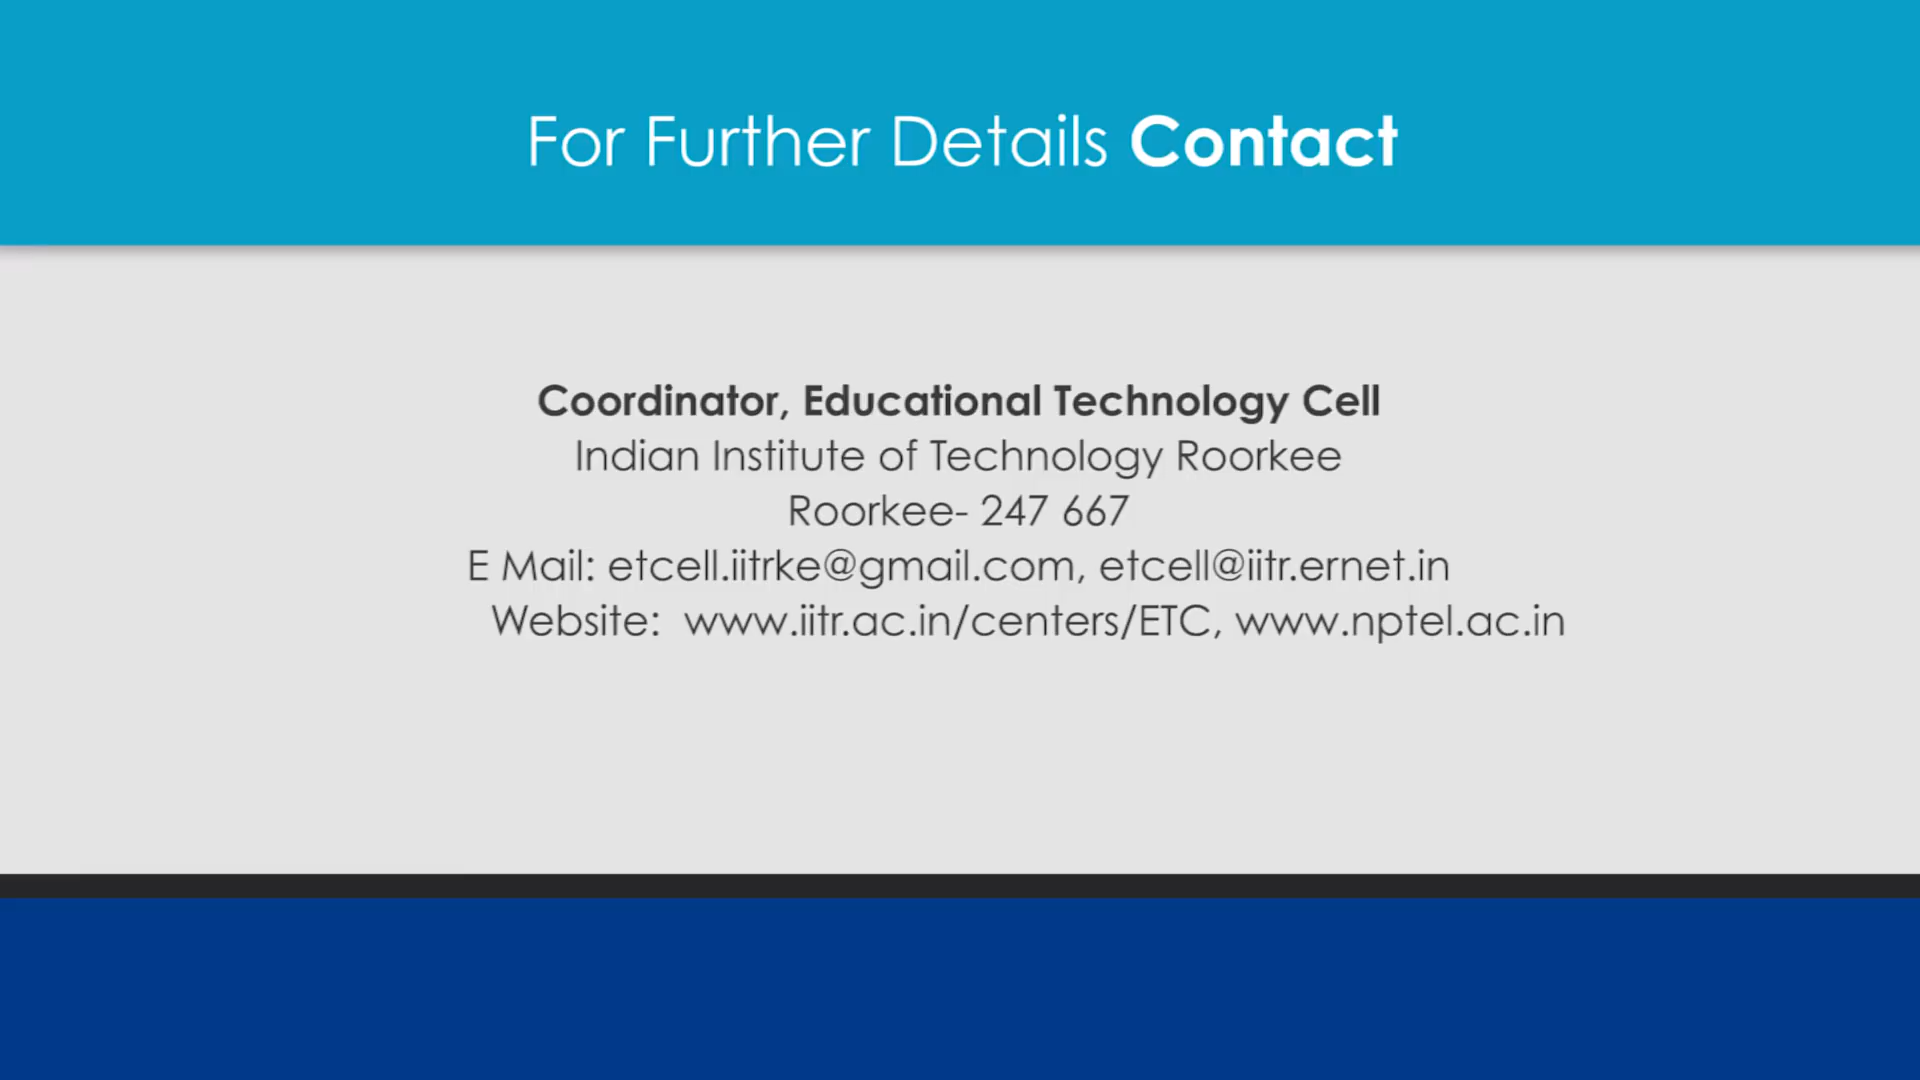 For Further Details Contact
Coordinator, Educational Technology Cell
Indian Institute of Technology Roorkee
Roorkee- 247 667
E Mail: etcell.iitrke@gmail.com, etcell@iitr.ernet.in
Website:  www.iitr.ac.in/centers/ETC, www.nptel.ac.in